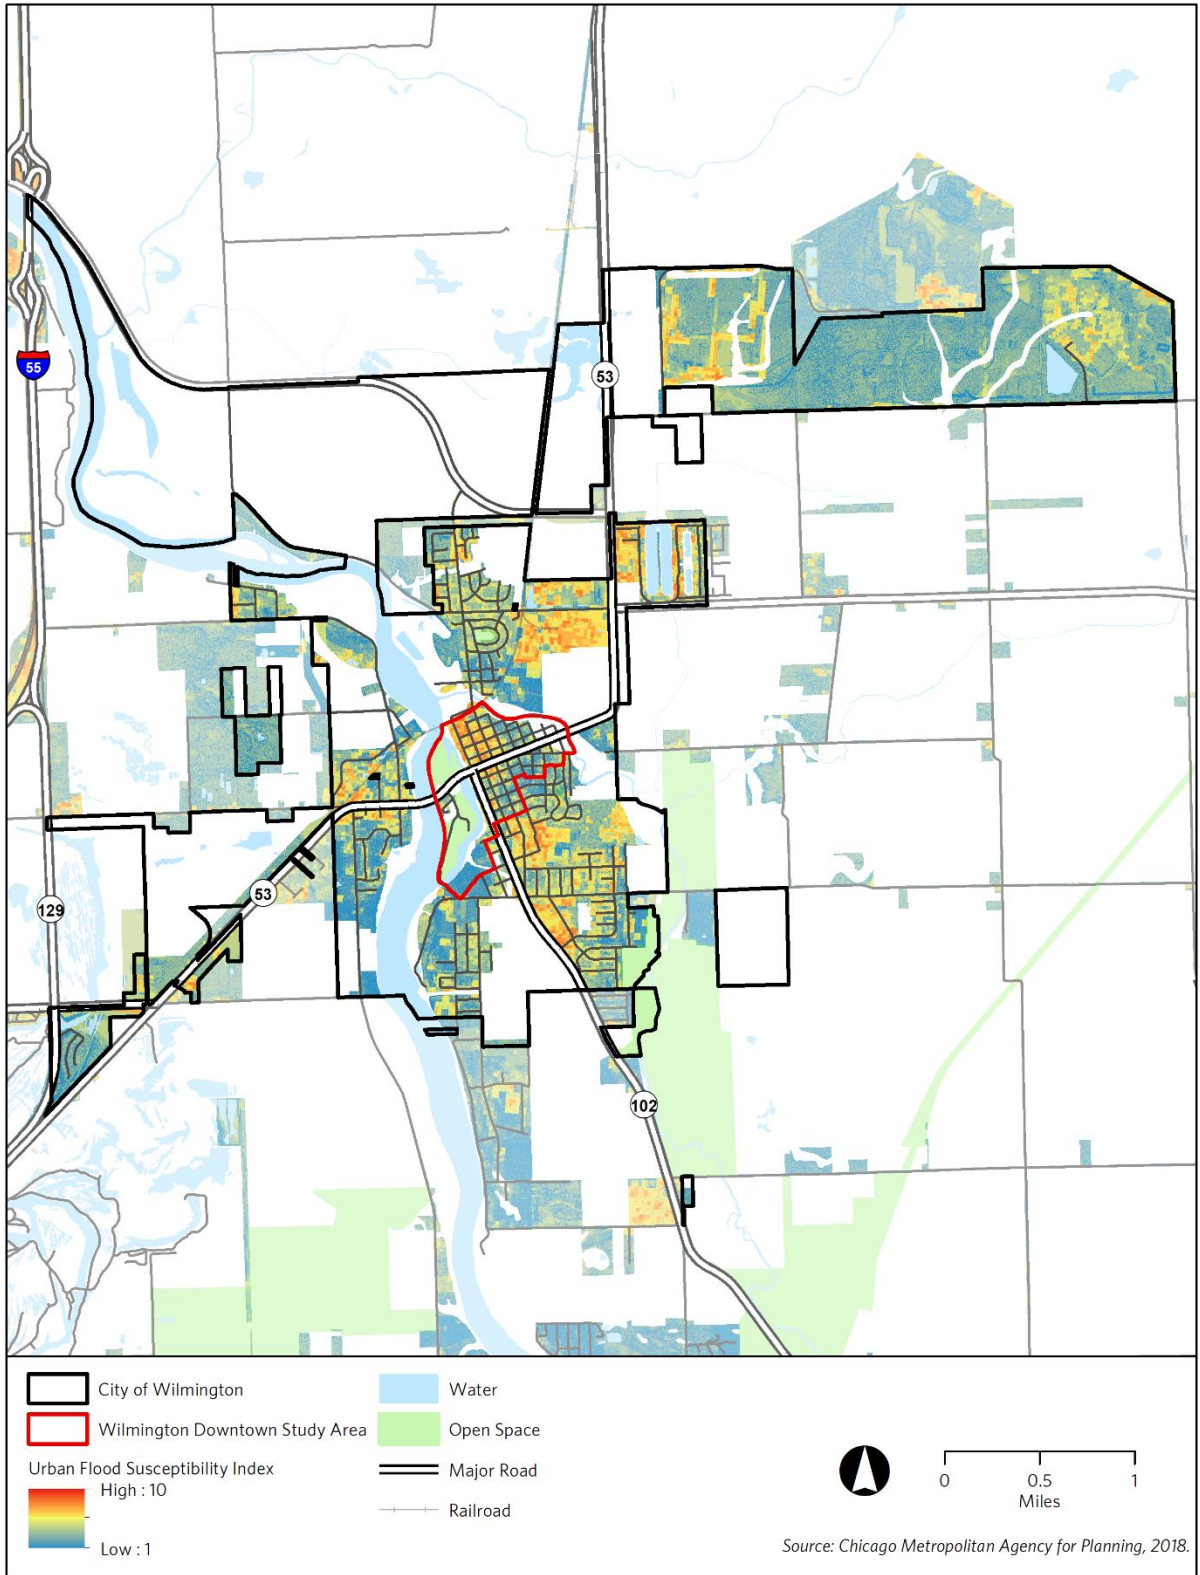 53
55
53
129
102
City of Wilmington
Wilmington Downtown Study Area
Urban Flood Susceptibility Index
High : 10
Low : 1
Water
Open Space
Major Road
Railroad
0 0.5 1
Miles
Source: Chicago Metropolitan Agency for Planning, 2018.